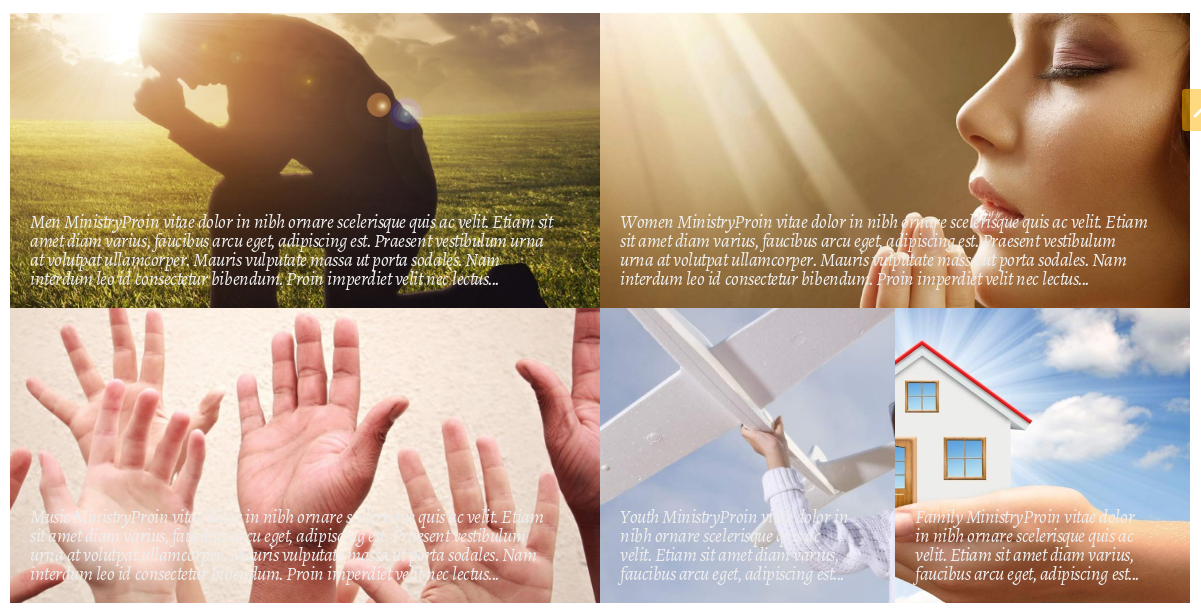 Men MinistryProin vitae dolor in nibh ornare scelerisque quis ac velit. Etiam sit
amet diam varius, faucibus arcu eget, adipiscing est. Praesent vestibulum urna
at volutpat ullamcorper. Mauris vulputate massa ut porta sodales. Nam
interdum leo id consectetur bibendum. Proin imperdiet velit nec lectus...
Women MinistryProin vitae dolor in nibh ornare scelerisque quis ac velit. Etiam
sit amet diam varius, faucibus arcu eget, adipiscing est. Praesent vestibulum
urna at volutpat ullamcorper. Mauris vulputate massa ut porta sodales. Nam
interdum leo id consectetur bibendum. Proin imperdiet velit nec lectus...
Music MinistryProin vitae dolor in nibh ornare scelerisque quis ac velit. Etiam
sit amet diam varius, faucibus arcu eget, adipiscing est. Praesent vestibulum
urna at volutpat ullamcorper. Mauris vulputate massa ut porta sodales. Nam
interdum leo id consectetur bibendum. Proin imperdiet velit nec lectus...
Youth MinistryProin vitae dolor in
nibh ornare scelerisque quis ac
velit. Etiam sit amet diam varius,
faucibus arcu eget, adipiscing est...
Family MinistryProin vitae dolor
in nibh ornare scelerisque quis ac
velit. Etiam sit amet diam varius,
faucibus arcu eget, adipiscing est...